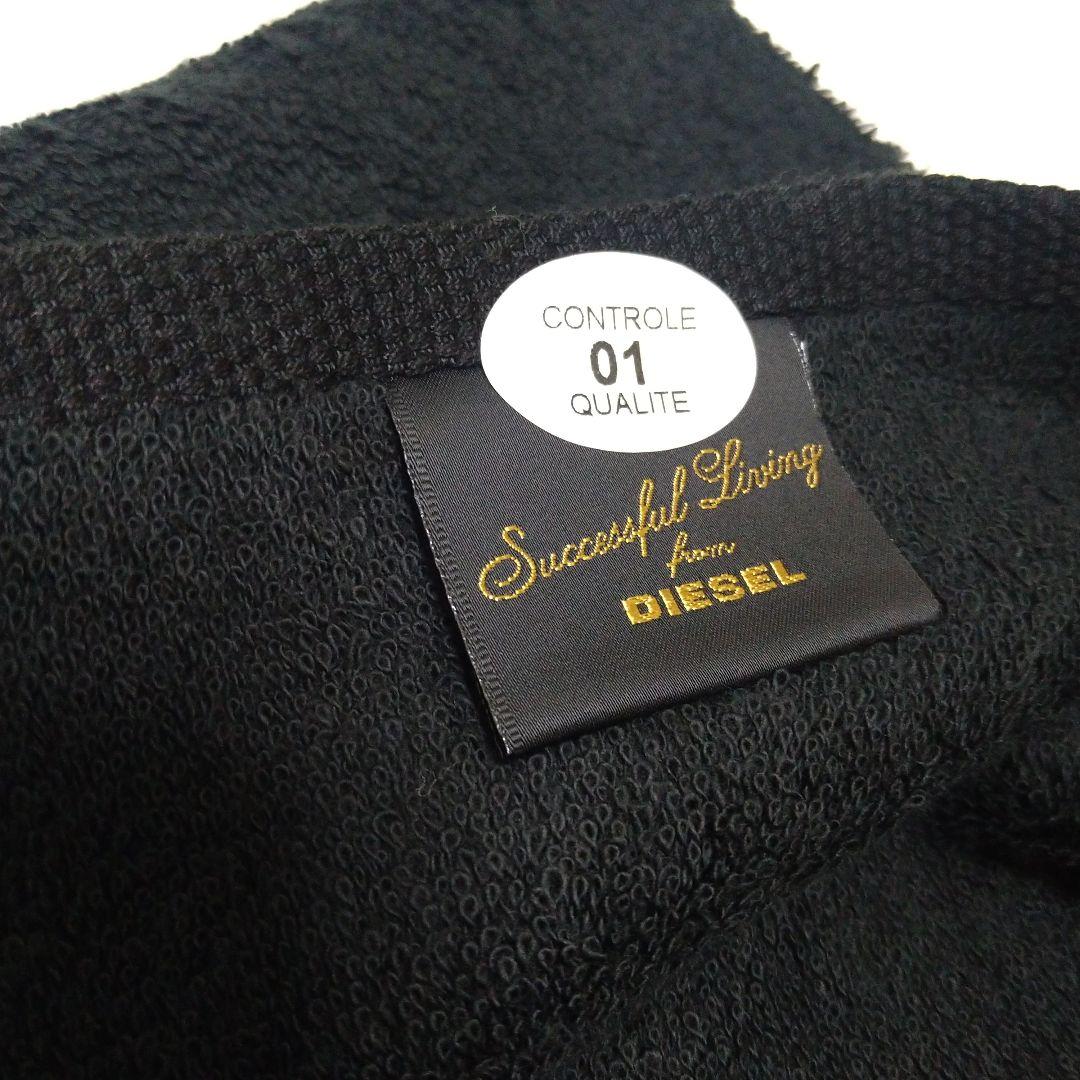 CONTROLE
01
QUALITE
Successful Living
from
DIESEL